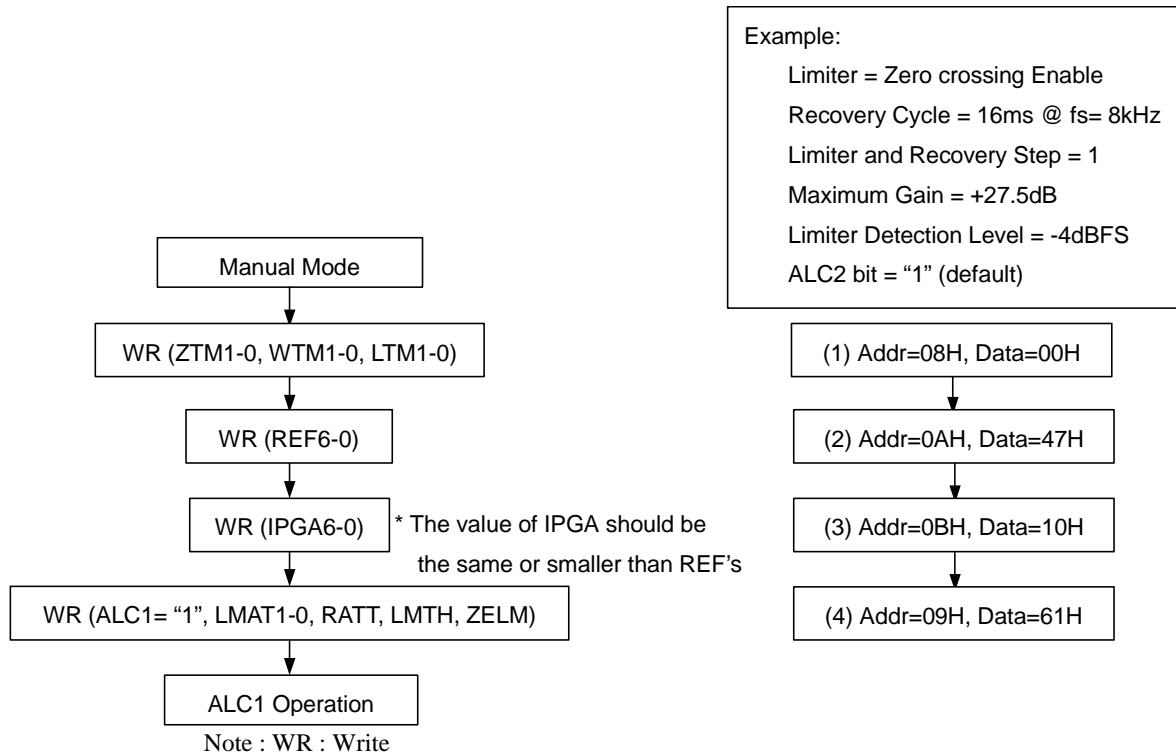 Example:
Limiter = Zero crossing Enable
Recovery Cycle = 16ms @ fs= 8kHz
Limiter and Recovery Step = 1
Maximum Gain = +27.5dB
Limiter Detection Level = -4dBFS
ALC2 bit = “1” (default)
Manual Mode
WR (ZTM1-0, WTM1-0, LTM1-0)
WR (REF6-0)
WR (IPGA6-0)
* The value of IPGA should be
the same or smaller than REF’s
WR (ALC1= “1”, LMAT1-0, RATT, LMTH, ZELM)
ALC1 Operation
Note : WR : Write
(1) Addr=08H, Data=00H
(2) Addr=0AH, Data=47H
(3) Addr=0BH, Data=10H
(4) Addr=09H, Data=61H